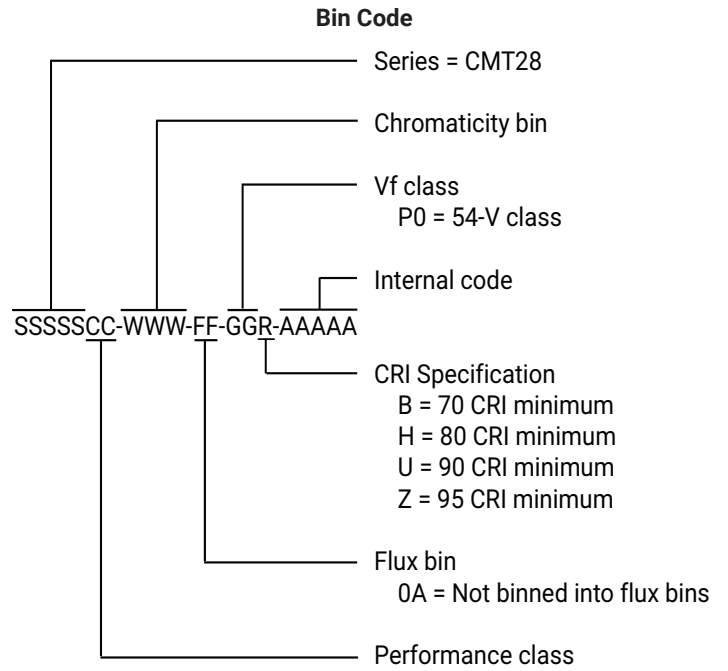 Bin Code
Series = CMT28
Chromaticity bin
Vf class
P0 = 54-V class
Internal code
SSSSSCC-WWW-FF-GGR-AAAAA
CRI Specification
B = 70 CRI minimum
H = 80 CRI minimum
U = 90 CRI minimum
Z = 95 CRI minimum
Flux bin
0A = Not binned into flux bins
Performance class